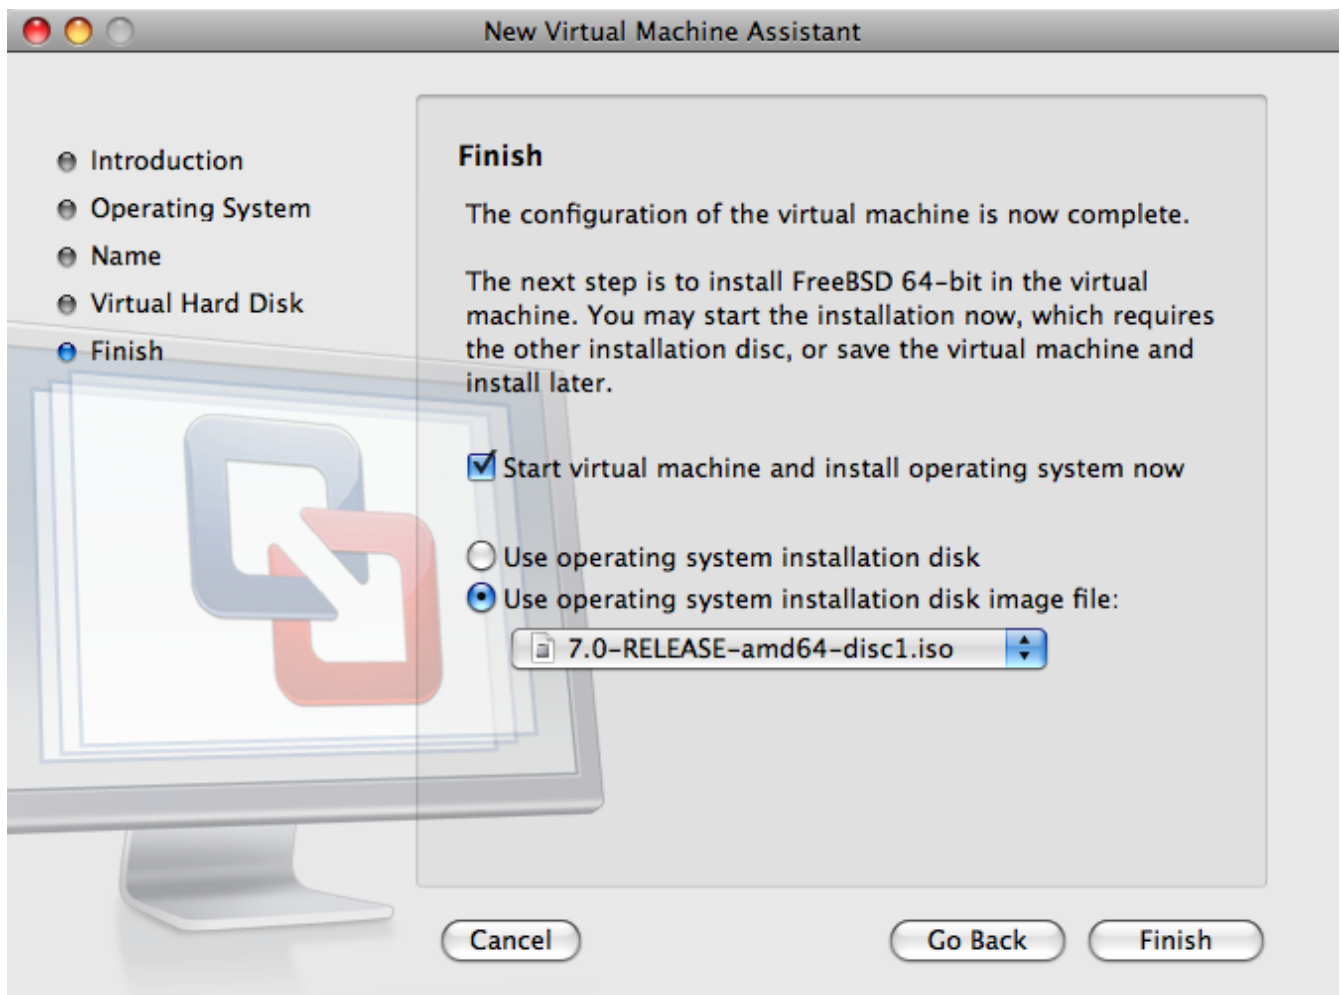 New Virtual Machine Assistant
Introduction
Operating System
Name
Virtual Hard Disk
Finish
Finish
The configuration of the virtual machine is now complete.
The next step is to install FreeBSD 64-bit in the virtual
machine. You may start the installation now, which requires
the other installation disc, or save the virtual machine and
install later.
Start virtual machine and install operating system now
Use operating system installation disk
Use operating system installation disk image file:
7.0-RELEASE-amd64-disc1.iso
Cancel
Go Back
Finish